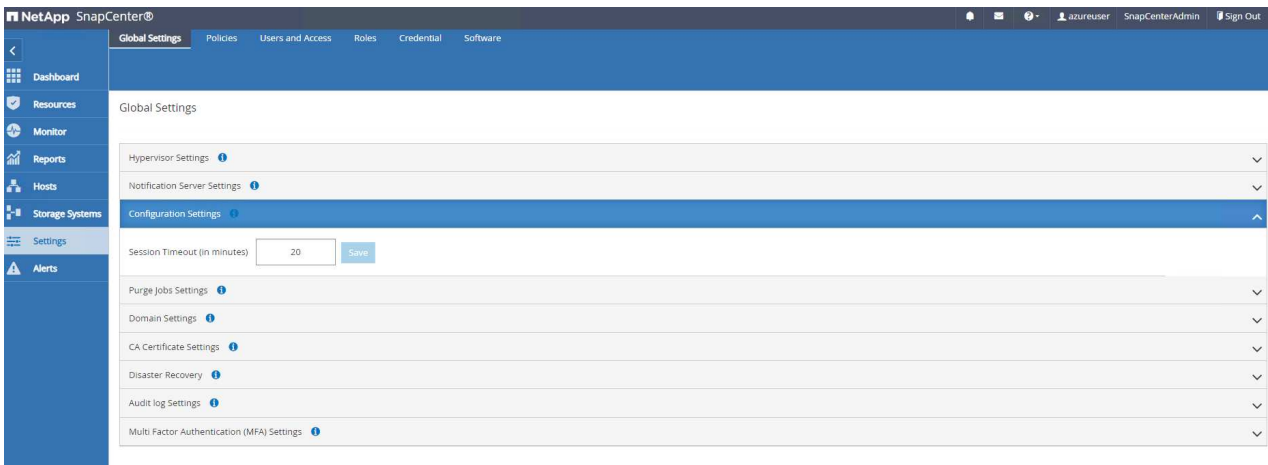 NetApp SnapCenter® azureuser SnapCenterAdmin Sign Out
Global Settings Policies Users and Access Roles Credential Software
Dashboard
Resources
Global Settings
Monitor
Reports
Hypervisor Settings
Hosts
Notification Server Settings
Storage Systems
Configuration Settings
Settings
Session Timeout (in minutes) 20 Save
Alerts
Purge Jobs Settings
Domain Settings
CA Certificate Settings
Disaster Recovery
Audit log Settings
Multi Factor Authentication (MFA) Settings